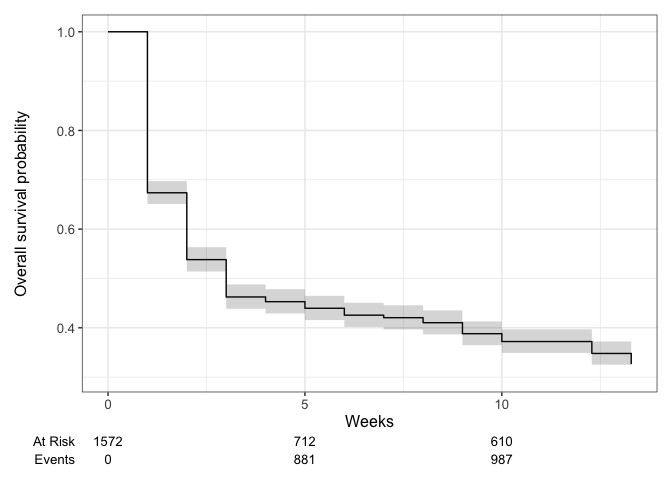 Overall survival probability
1.0
0.8
0.6
0.4
0 5 10
Weeks
At Risk 1572 712 610
Events 0 881 987